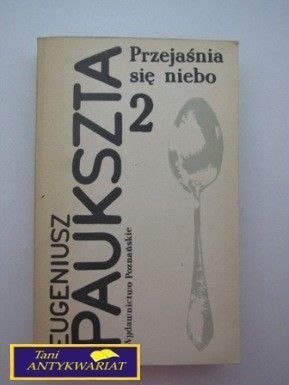 Przejaśnia
się niebo
2
EUGENIUSZ
PAUKSZTA
Wydawnictwo Poznańskie
Tani
ANTYKWARIAT